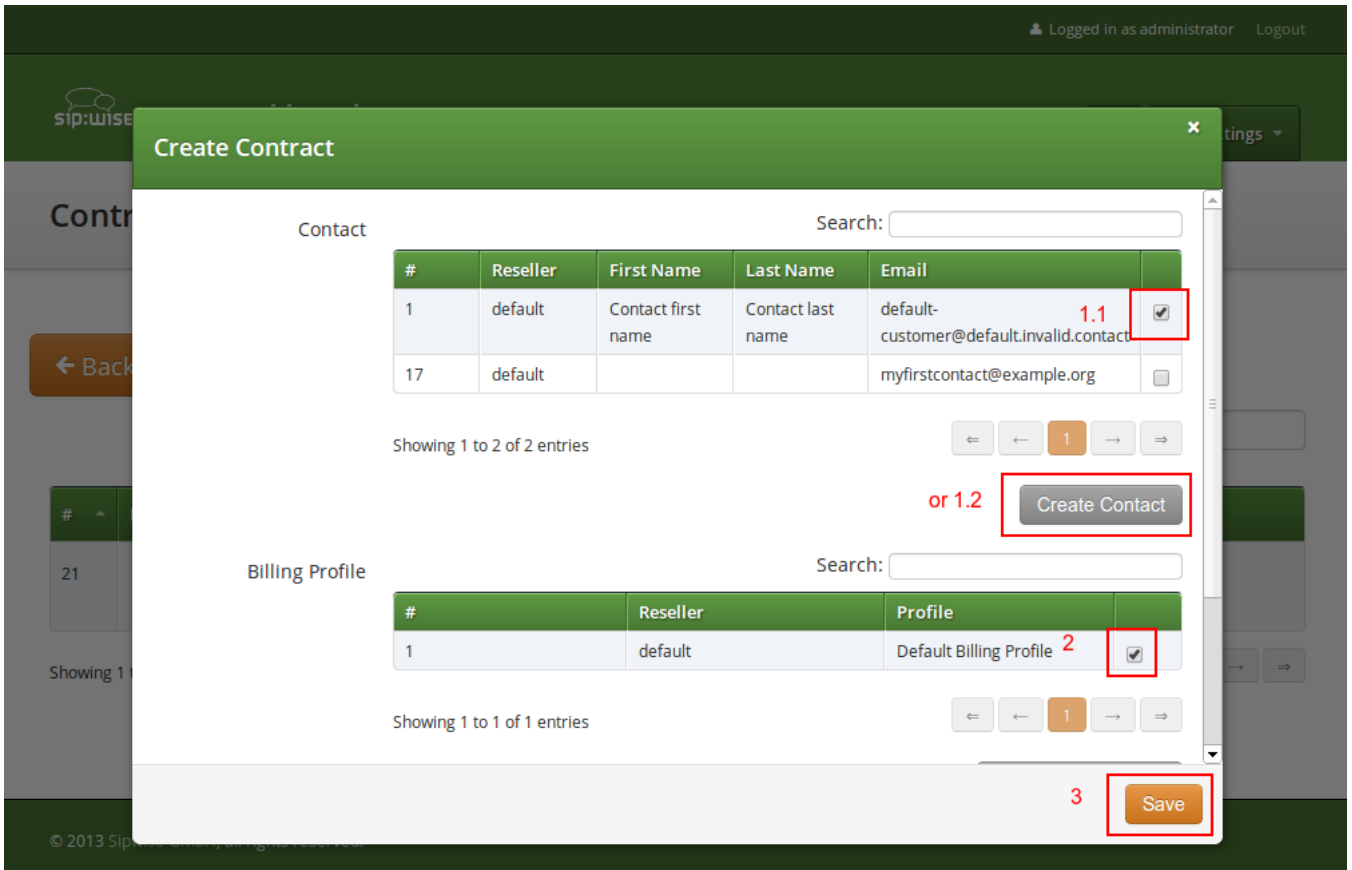 Logged in as administrator Logout
sip:wise
tings
Create Contract ×
Contr
Contact
Search:
# Reseller First Name Last Name Email
1 default Contact first name Contact last name default-customer@default.invalid.contact 1.1
17 default myfirstcontact@example.org
Back
Showing 1 to 2 of 2 entries
⇐ ← 1 → ⇒
or 1.2 Create Contact
#
21
Billing Profile
Search:
# Reseller Profile
1 default Default Billing Profile 2
Showing 1
→ ⇒
Showing 1 to 1 of 1 entries
⇐ ← 1 → ⇒
3 Save
© 2013 Sip